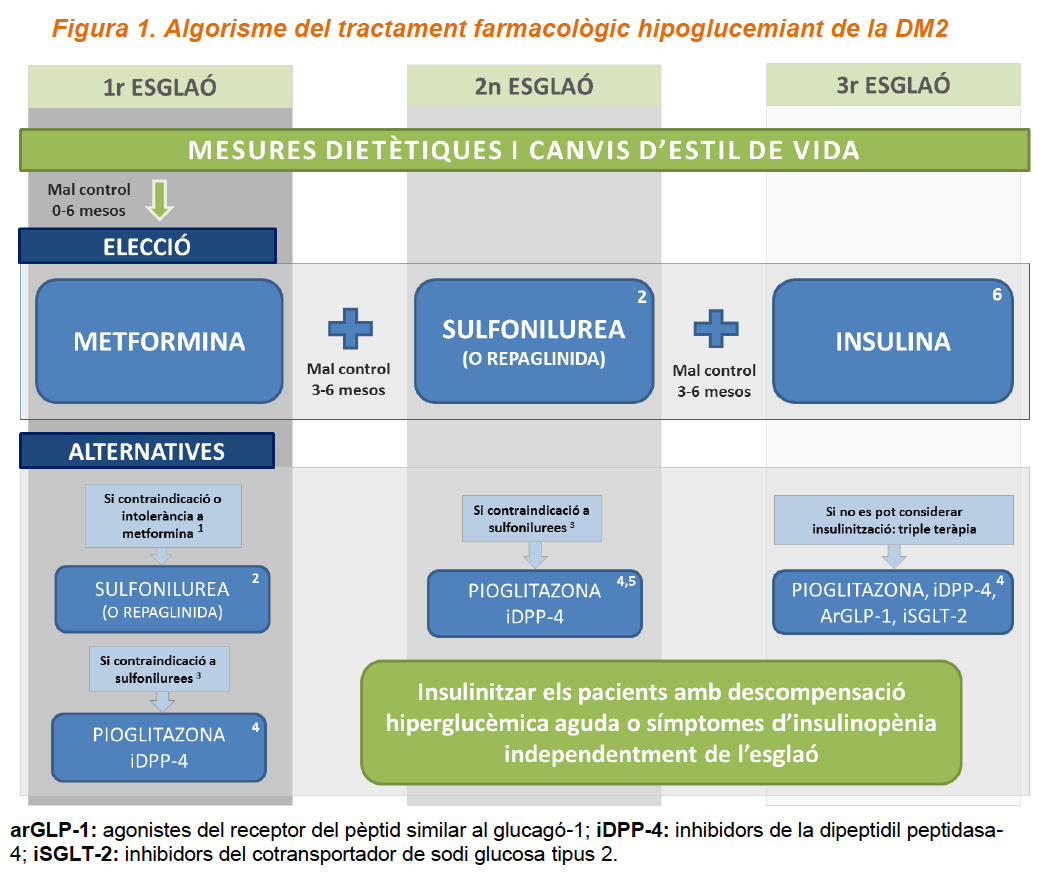 Figura 1. Algorisme del tractament farmacològic hipoglucemiant de la DM2
1r ESGLAÓ
2n ESGLAÓ
3r ESGLAÓ
MESURES DIETÈTIQUES I CANVIS D’ESTIL DE VIDA
Mal control
0-6 mesos
ELECCIÓ
METFORMINA
Mal control
3-6 mesos
2
SULFONILUREA
(O REPAGLINIDA)
Mal control
3-6 mesos
6
INSULINA
ALTERNATIVES
Si contraindicació o
intolerància a
metformina 1
2
SULFONILUREA
(O REPAGLINIDA)
Si contraindicació a
sulfonilurees 3
4
PIOGLITAZONA
iDPP-4
Si contraindicació a
sulfonilurees 3
4,5
PIOGLITAZONA
iDPP-4
Si no es pot considerar
insulinització: triple teràpia
PIOGLITAZONA, iDPP-4, 4
ArGLP-1, iSGLT-2
Insulinitzar els pacients amb descompensació
hiperglucèmica aguda o símptomes d’insulinopènia
independentment de l’esglaó
arGLP-1: agonistes del receptor del pèptid similar al glucagó-1; iDPP-4: inhibidors de la dipeptidil peptidasa-
4; iSGLT-2: inhibidors del cotransportador de sodi glucosa tipus 2.